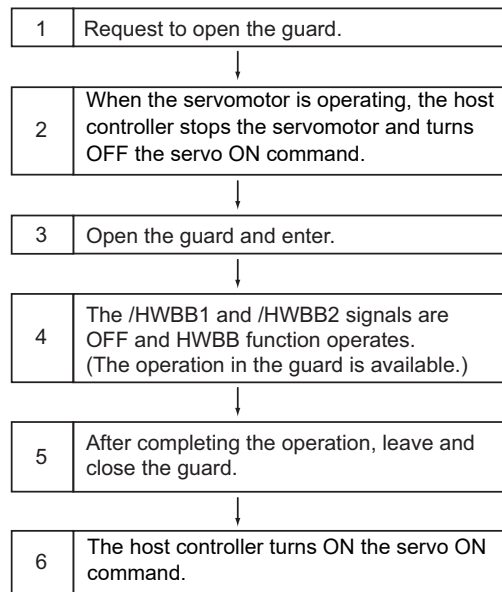 1 Request to open the guard.
2 When the servomotor is operating, the host
controller stops the servomotor and turns
OFF the servo ON command.
3 Open the guard and enter.
4 The /HWBB1 and /HWBB2 signals are
OFF and HWBB function operates.
(The operation in the guard is available.)
5 After completing the operation, leave and
close the guard.
6 The host controller turns ON the servo ON
command.